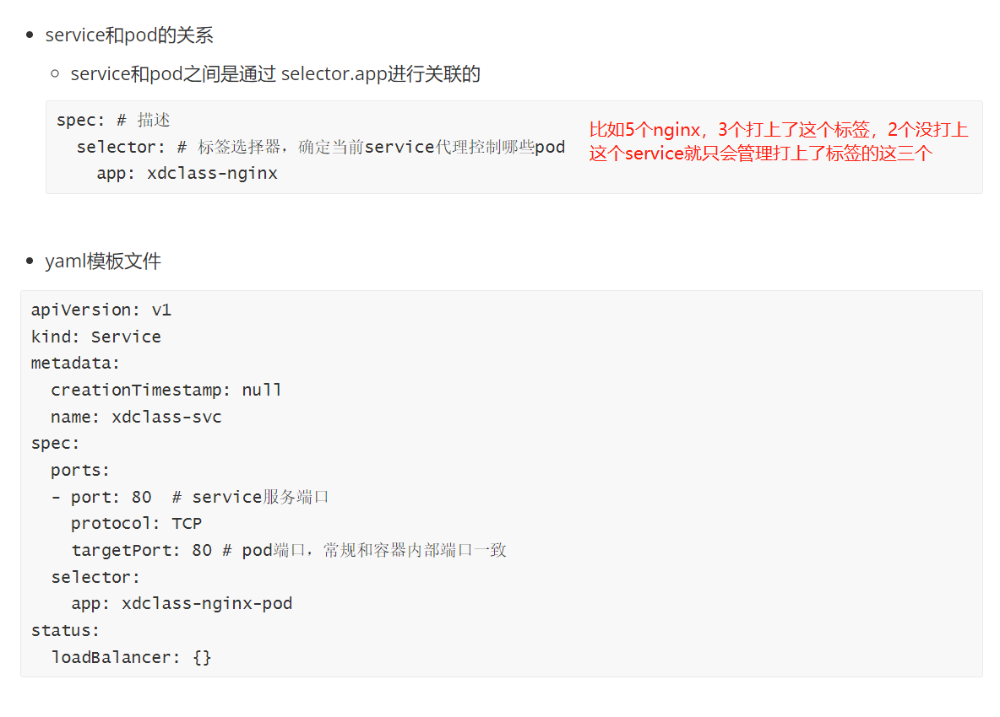 service和pod的关系
service和pod之间是通过 selector.app进行关联的
spec: # 描述
selector: # 标签选择器，确定当前service代理控制哪些pod
app: xdclass-nginx
比如5个nginx，3个打上了这个标签，2个没打上
这个service就只会管理打上了标签的这三个
yaml模板文件
apiVersion: v1
kind: Service
metadata:
creationTimestamp: null
name: xdclass-svc
spec:
ports:
- port: 80  # service服务端口
protocol: TCP
targetPort: 80 # pod端口，常规和容器内部端口一致
selector:
app: xdclass-nginx-pod
status:
loadBalancer: {}